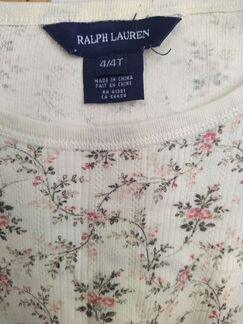 RALPH LAUREN
4/4T
MADE IN CHINA
FAIT EN CHINE